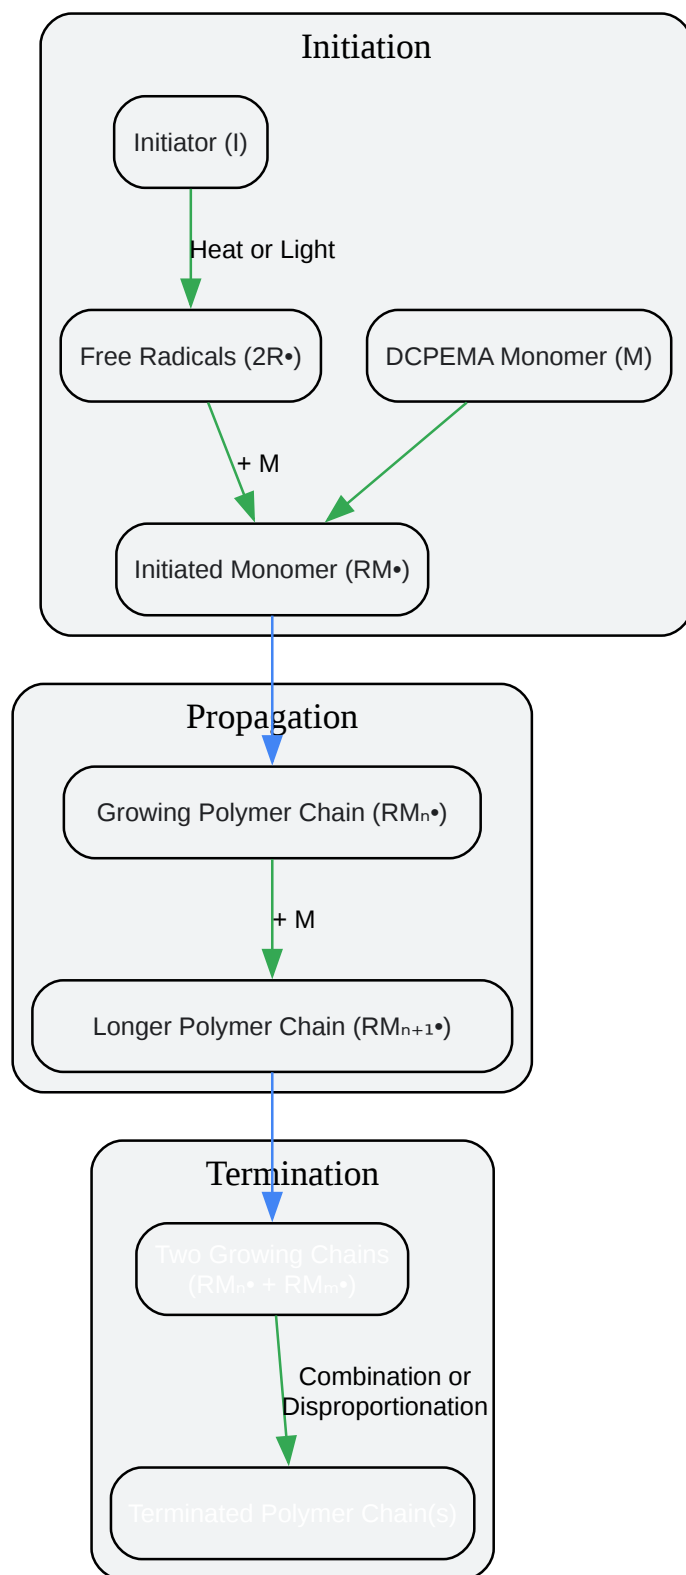 Initiation
Initiator (I)
Heat or Light
Free Radicals (2R•)
DCPEMA Monomer (M)
+ M
Initiated Monomer (RM•)
Propagation
Growing Polymer Chain (RMₙ•)
+ M
Longer Polymer Chain (RMₙ₊₁•)
Termination
Two Growing Chains
(RMₙ• + RMₘ•)
Combination or
Disproportionation
Terminated Polymer Chain(s)